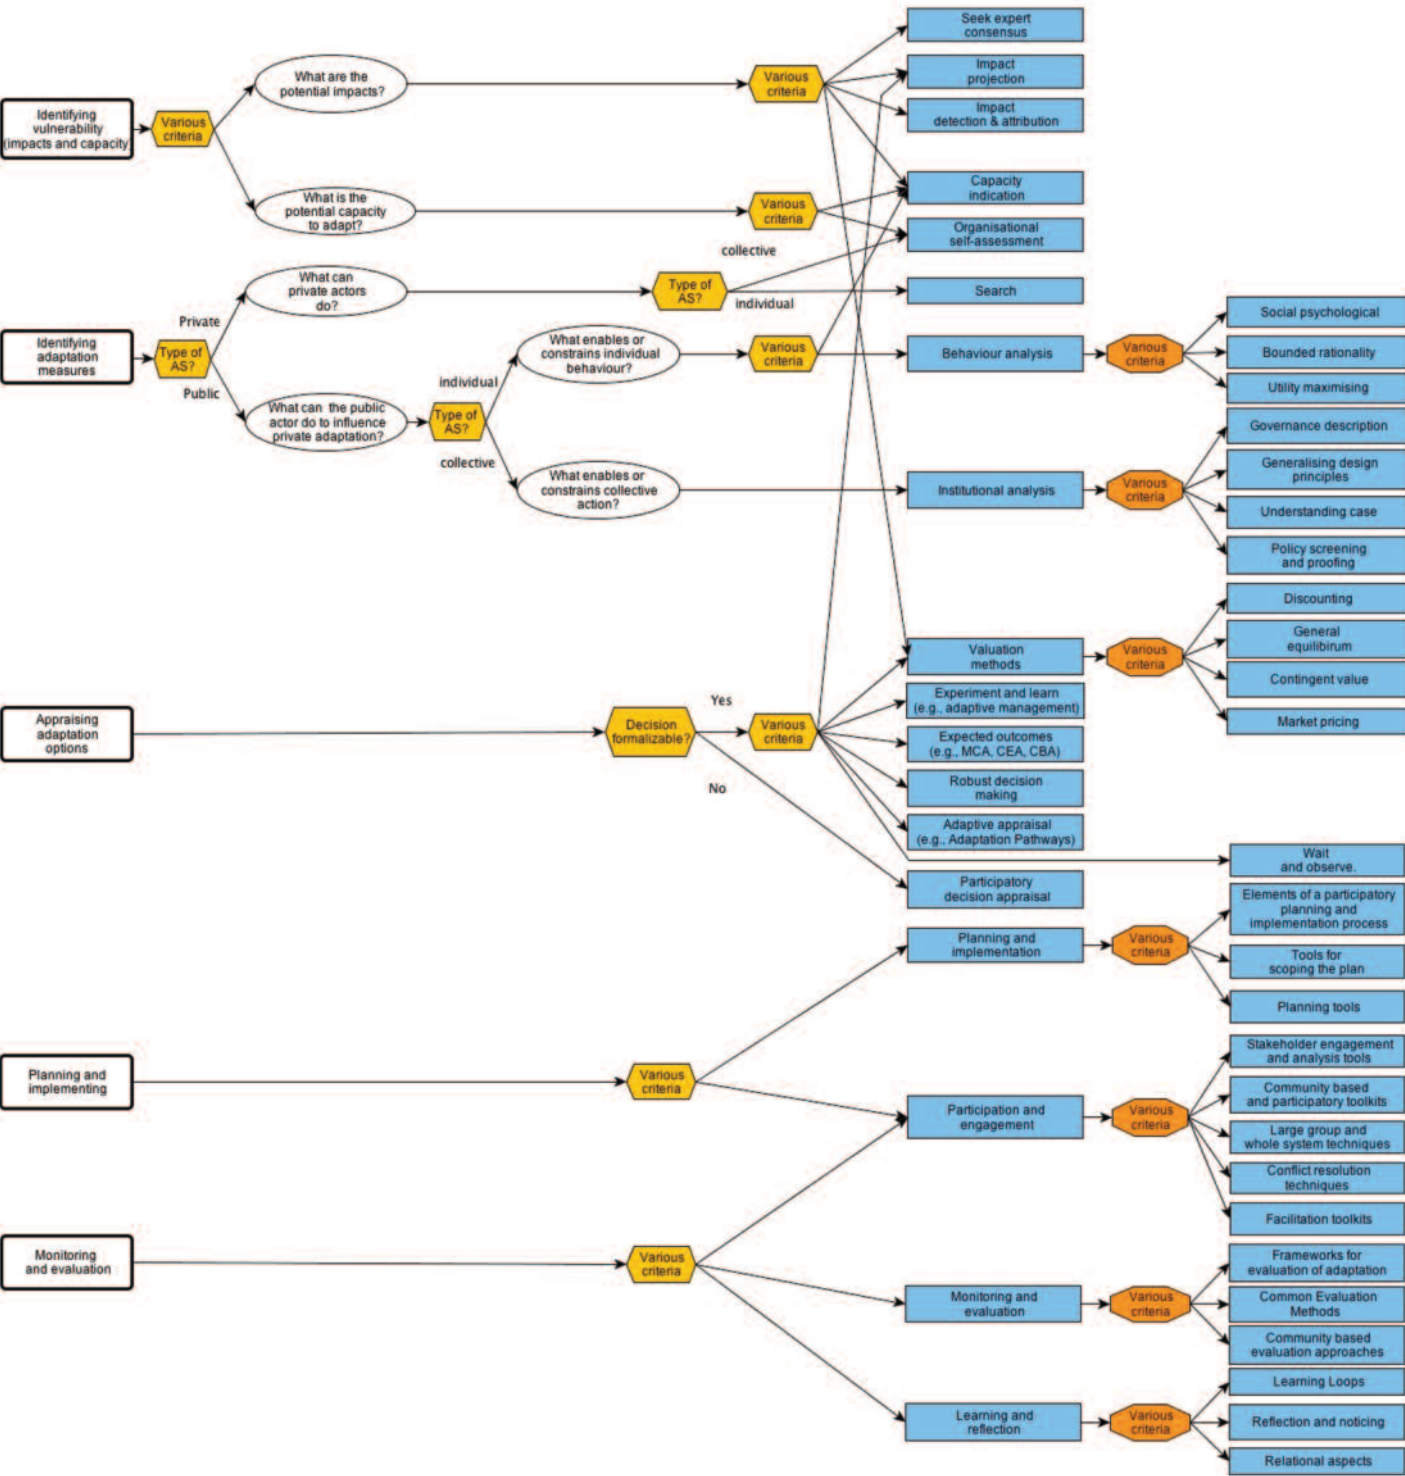 Seek expert
consensus
Impact
projection
Impact
detection & attribution
What are the
potential impacts?
Various
criteria
Identifying
vulnerability
(impacts and capacity
Various
criteria
What is the
potential capacity
to adapt?
Various
criteria
Capacity
indication
Organisational
self-assessment
collective
What can
private actors
do?
Type of
AS?
individual
Search
Private
Identifying
adaptation
measures
Type of
AS?
Public
What enables or
constrains individual
behaviour?
Various
criteria
Behaviour analysis
Various
criteria
Social psychological
Bounded rationality
Utility maximising
individual
What can the public
actor do to influence
private adaptation?
Type of
AS?
collective
What enables or
constrains collective
action?
Institutional analysis
Various
criteria
Governance description
Generalising design
principles
Understanding case
Policy screening
and proofing
Discounting
General
equilibirum
Contingent value
Market pricing
Valuation
methods
Various
criteria
Appraising
adaptation
options
Decision
formalizable?
Yes
No
Various
criteria
Experiment and learn
(e.g., adaptive management)
Expected outcomes
(e.g., MCA, CEA, CBA)
Robust decision
making
Adaptive appraisal
(e.g., Adaptation Pathways)
Wait
and observe.
Participatory
decision appraisal
Planning and
implementation
Various
criteria
Elements of a participatory
planning and
implementation process
Tools for
scoping the plan
Planning tools
Planning and
implementing
Various
criteria
Participation and
engagement
Various
criteria
Stakeholder engagement
and analysis tools
Community based
and participatory toolkits
Large group and
whole system techniques
Conflict resolution
techniques
Facilitation toolkits
Monitoring
and evaluation
Various
criteria
Monitoring and
evaluation
Various
criteria
Frameworks for
evaluation of adaptation
Common Evaluation
Methods
Community based
evaluation approaches
Learning and
reflection
Various
criteria
Learning Loops
Reflection and noticing
Relational aspects